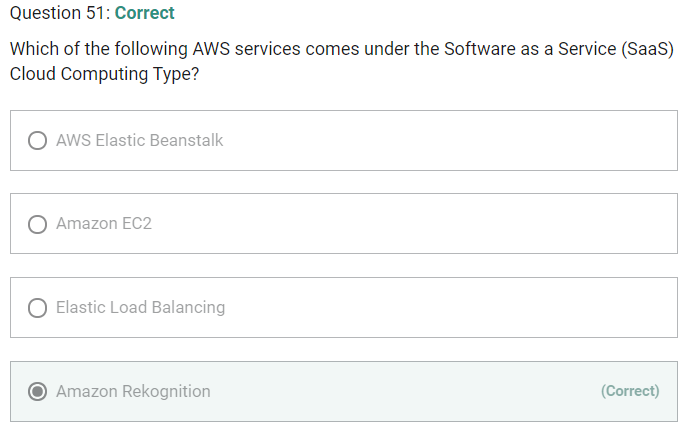 Question 51: Correct
Which of the following AWS services comes under the Software as a Service (SaaS)
Cloud Computing Type?
AWS Elastic Beanstalk
Amazon EC2
Elastic Load Balancing
Amazon Rekognition (Correct)